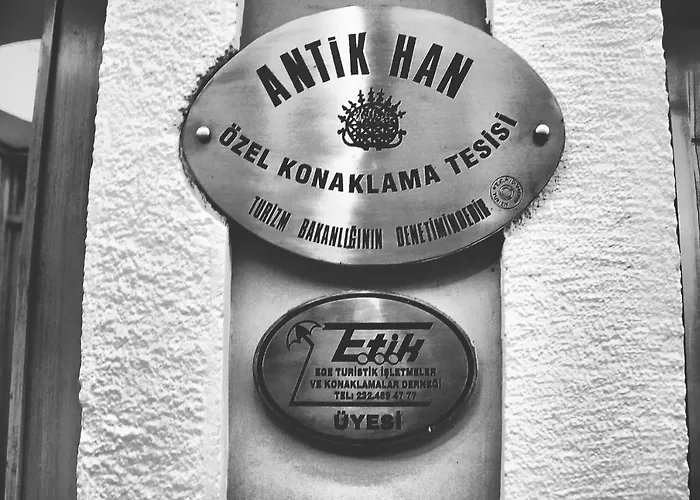 ANTİK HAN
ÖZEL KONAKLAMA TESİSİ
TURİZM BAKANLIĞININ DENETİMİNDEDİR
Etik
EGE TURİSTİK İŞLETMELER
VE KONAKLAMALAR DERNEĞİ
TEL: 232.489 47 77
ÜYESİ